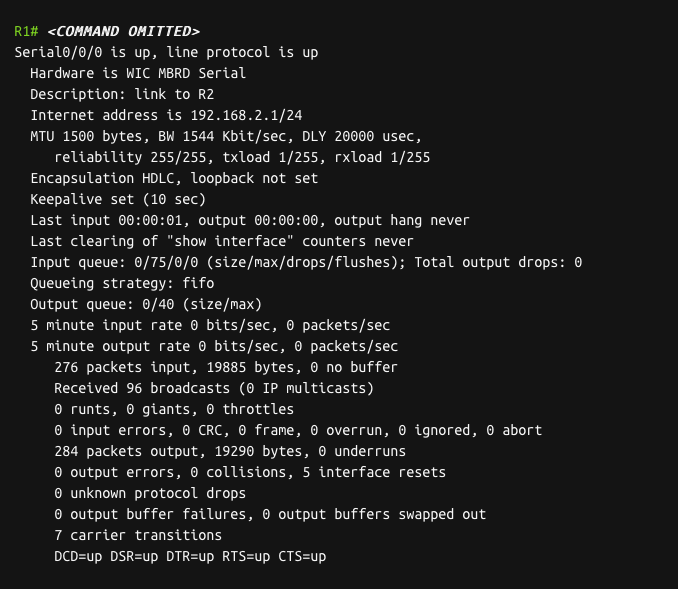 R1# <COMMAND OMITTED>
Serial0/0/0 is up, line protocol is up
  Hardware is WIC MBRD Serial
  Description: link to R2
  Internet address is 192.168.2.1/24
  MTU 1500 bytes, BW 1544 Kbit/sec, DLY 20000 usec,
     reliability 255/255, txload 1/255, rxload 1/255
  Encapsulation HDLC, loopback not set
  Keepalive set (10 sec)
  Last input 00:00:01, output 00:00:00, output hang never
  Last clearing of "show interface" counters never
  Input queue: 0/75/0/0 (size/max/drops/flushes); Total output drops: 0
  Queueing strategy: fifo
  Output queue: 0/40 (size/max)
  5 minute input rate 0 bits/sec, 0 packets/sec
  5 minute output rate 0 bits/sec, 0 packets/sec
     276 packets input, 19885 bytes, 0 no buffer
     Received 96 broadcasts (0 IP multicasts)
     0 runts, 0 giants, 0 throttles
     0 input errors, 0 CRC, 0 frame, 0 overrun, 0 ignored, 0 abort
     284 packets output, 19290 bytes, 0 underruns
     0 output errors, 0 collisions, 5 interface resets
     0 unknown protocol drops
     0 output buffer failures, 0 output buffers swapped out
     7 carrier transitions
     DCD=up DSR=up DTR=up RTS=up CTS=up